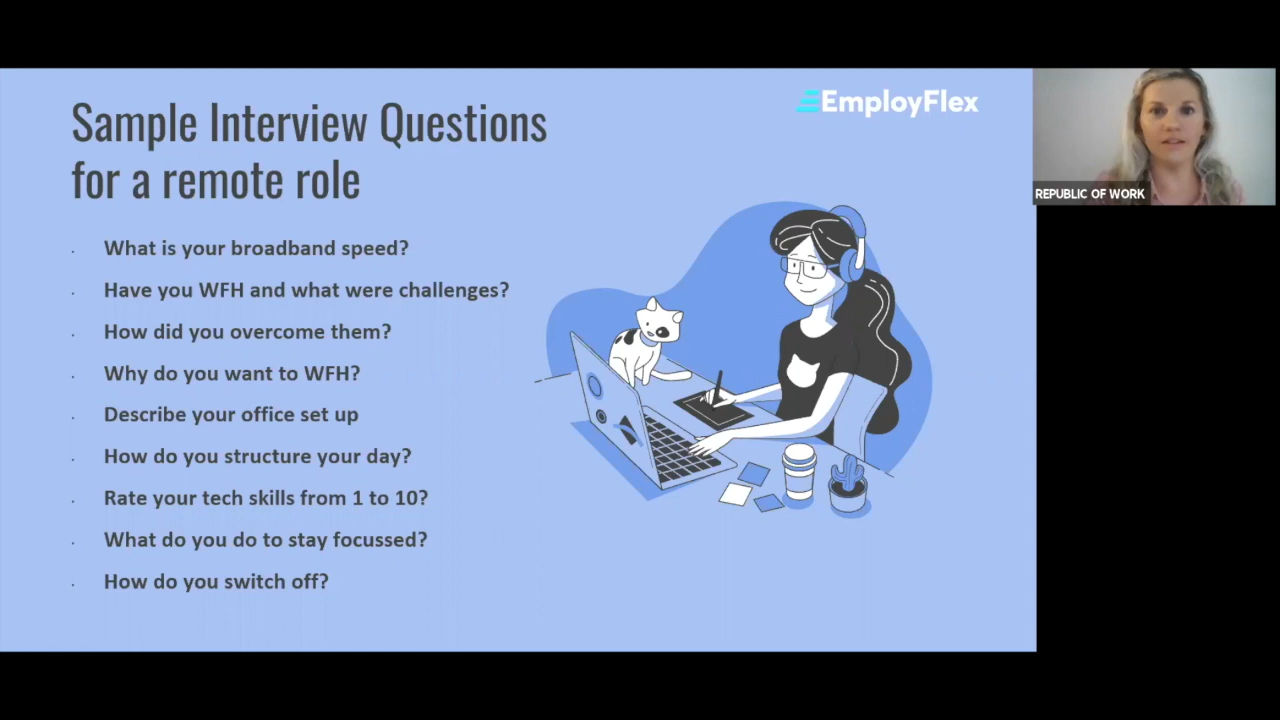 Sample Interview Questions
for a remote role
EmployFlex
REPUBLIC OF WORK
· What is your broadband speed?
· Have you WFH and what were challenges?
· How did you overcome them?
· Why do you want to WFH?
· Describe your office set up
· How do you structure your day?
· Rate your tech skills from 1 to 10?
· What do you do to stay focussed?
· How do you switch off?